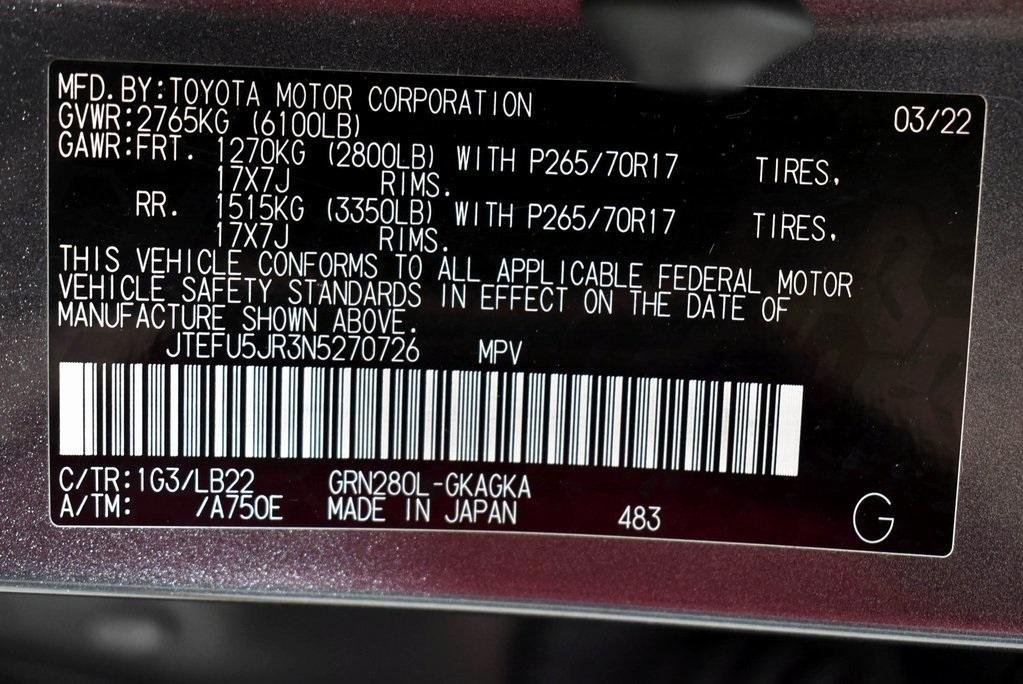 MFD.BY:TOYOTA MOTOR CORPORATION 03/22
GVWR:2765KG (6100LB)
GAWR:FRT. 1270KG (2800LB) WITH P265/70R17 TIRES,
17X7J RIMS.
RR. 1515KG (3350LB) WITH P265/70R17 TIRES,
17X7J RIMS.
THIS VEHICLE CONFORMS TO ALL APPLICABLE FEDERAL MOTOR
VEHICLE SAFETY STANDARDS IN EFFECT ON THE DATE OF
MANUFACTURE SHOWN ABOVE.
JTEFU5JR3N5270726 MPV
C/TR:1G3/LB22 GRN280L-GKAGKA
A/TM: /A750E MADE IN JAPAN 483 G